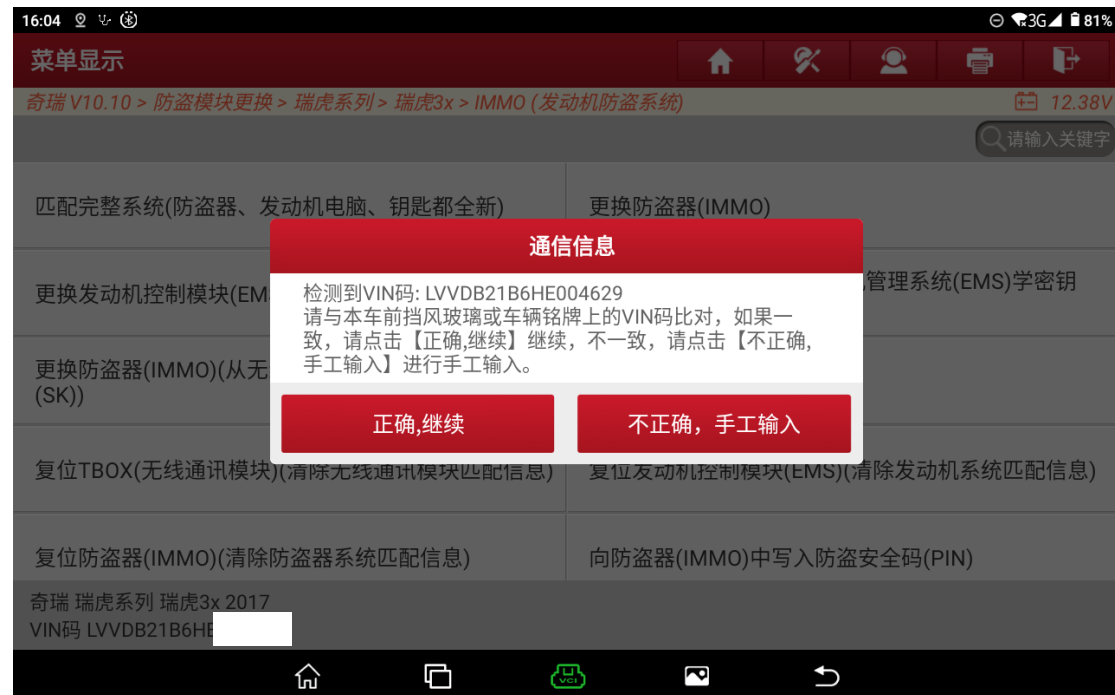 16:04
3G 81%
菜单显示
奇瑞 V10.10 > 防盗模块更换 > 瑞虎系列 > 瑞虎3x > IMMO (发动机防盗系统)
12.38V
请输入关键字
匹配完整系统(防盗器、发动机电脑、钥匙都全新)
更换防盗器(IMMO)
通信信息
更换发动机控制模块(EM
管理系统(EMS)学密钥
检测到VIN码: LVVDB21B6HE004629
请与本车前挡风玻璃或车辆铭牌上的VIN码比对，如果一
致，请点击【正确,继续】继续，不一致，请点击【不正确,
手工输入】进行手工输入。
更换防盗器(IMMO)(从无
(SK))
正确,继续
不正确，手工输入
复位TBOX(无线通讯模块)(清除无线通讯模块匹配信息)
复位发动机控制模块(EMS)(清除发动机系统匹配信息)
复位防盗器(IMMO)(清除防盗器系统匹配信息)
向防盗器(IMMO)中写入防盗安全码(PIN)
奇瑞 瑞虎系列 瑞虎3x 2017
VIN码 LVVDB21B6H
VCI